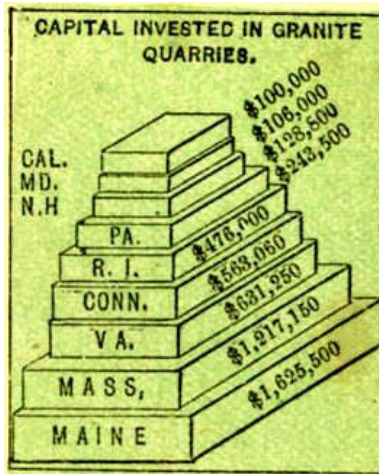 CAPITAL INVESTED IN GRANITE
QUARRIES.
$100,000
$106,000
$128,800
$243,500
CAL.
MD.
N.H
PA.
$476,000
R. I.
$563,060
CONN.
$631,250
VA.
$1,217,150
MASS,
$1,625,500
MAINE